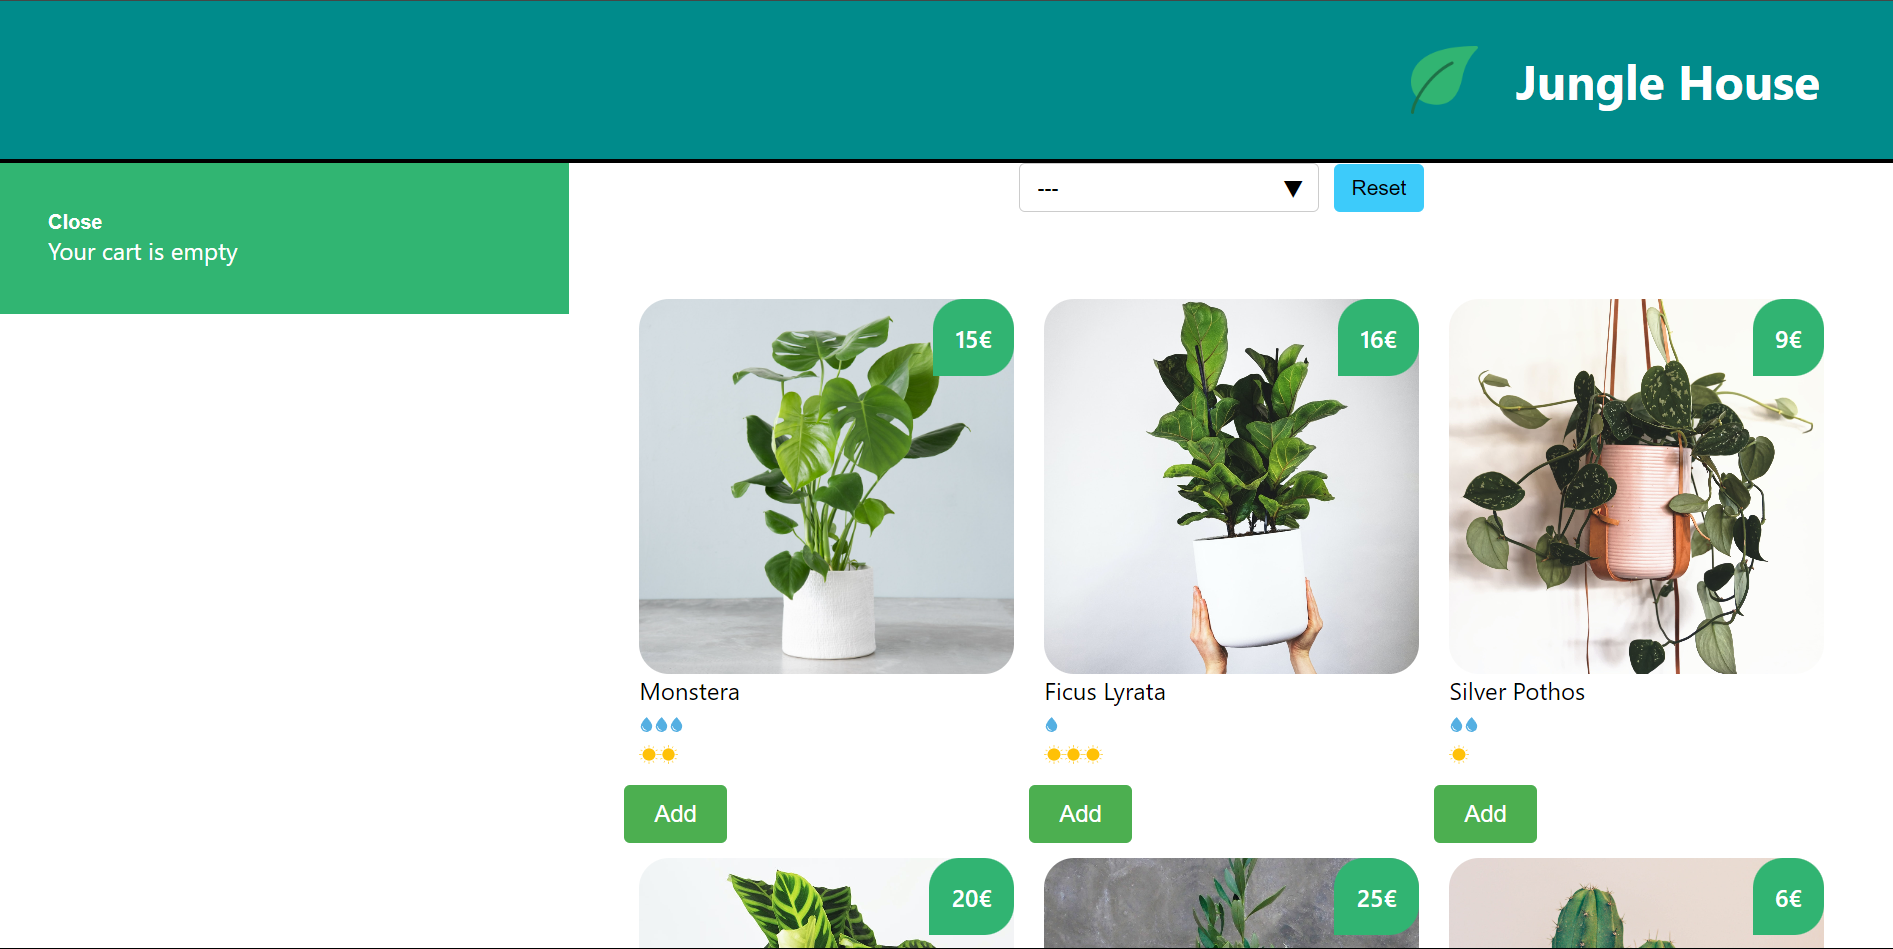 Jungle House
Close
Your cart is empty
---
Reset
15€
16€
9€
Monstera
Ficus Lyrata
Silver Pothos
Add
Add
Add
20€
25€
6€